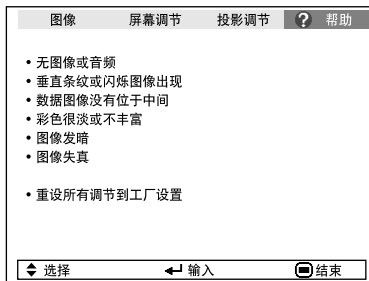 图像 屏幕调节 投影调节 ? 帮助
• 无图像或音频
• 垂直条纹或闪烁图像出现
• 数据图像没有位于中间
• 彩色很淡或不丰富
• 图像发暗
• 图像失真
• 重设所有调节到工厂设置
选择 输入 结束